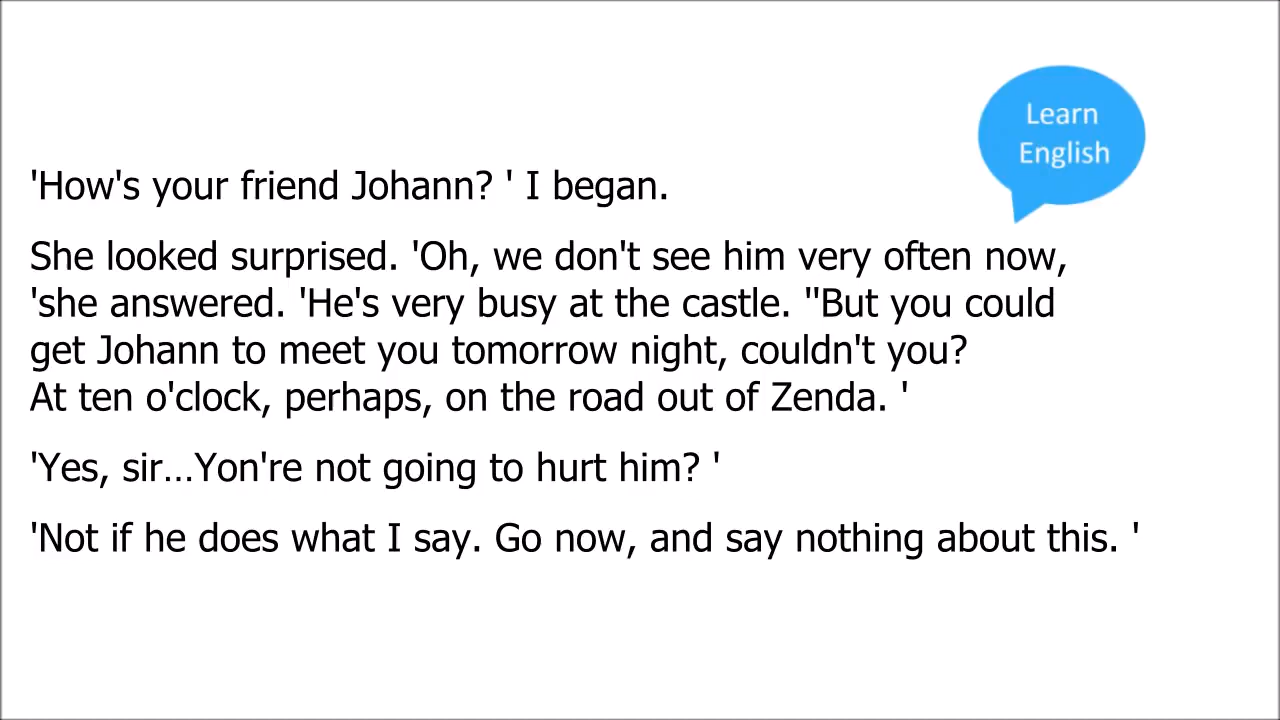 Learn
English
'How's your friend Johann? ' I began.
She looked surprised. 'Oh, we don't see him very often now,
'she answered. 'He's very busy at the castle. "But you could
get Johann to meet you tomorrow night, couldn't you?
At ten o'clock, perhaps, on the road out of Zenda. '
'Yes, sir...Yon're not going to hurt him? '
'Not if he does what I say. Go now, and say nothing about this. '